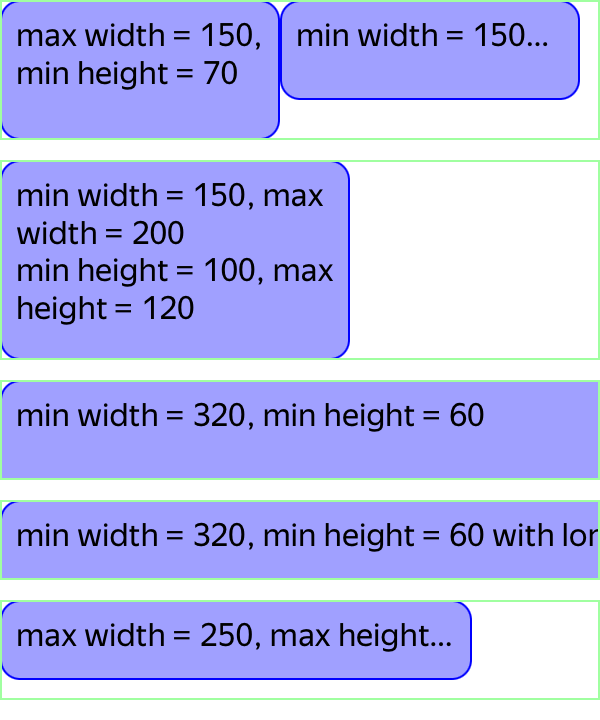 max width = 150,
min height = 70
min width = 150...
min width = 150, max
width = 200
min height = 100, max
height = 120
min width = 320, min height = 60
min width = 320, min height = 60 with
max width = 250, max height...